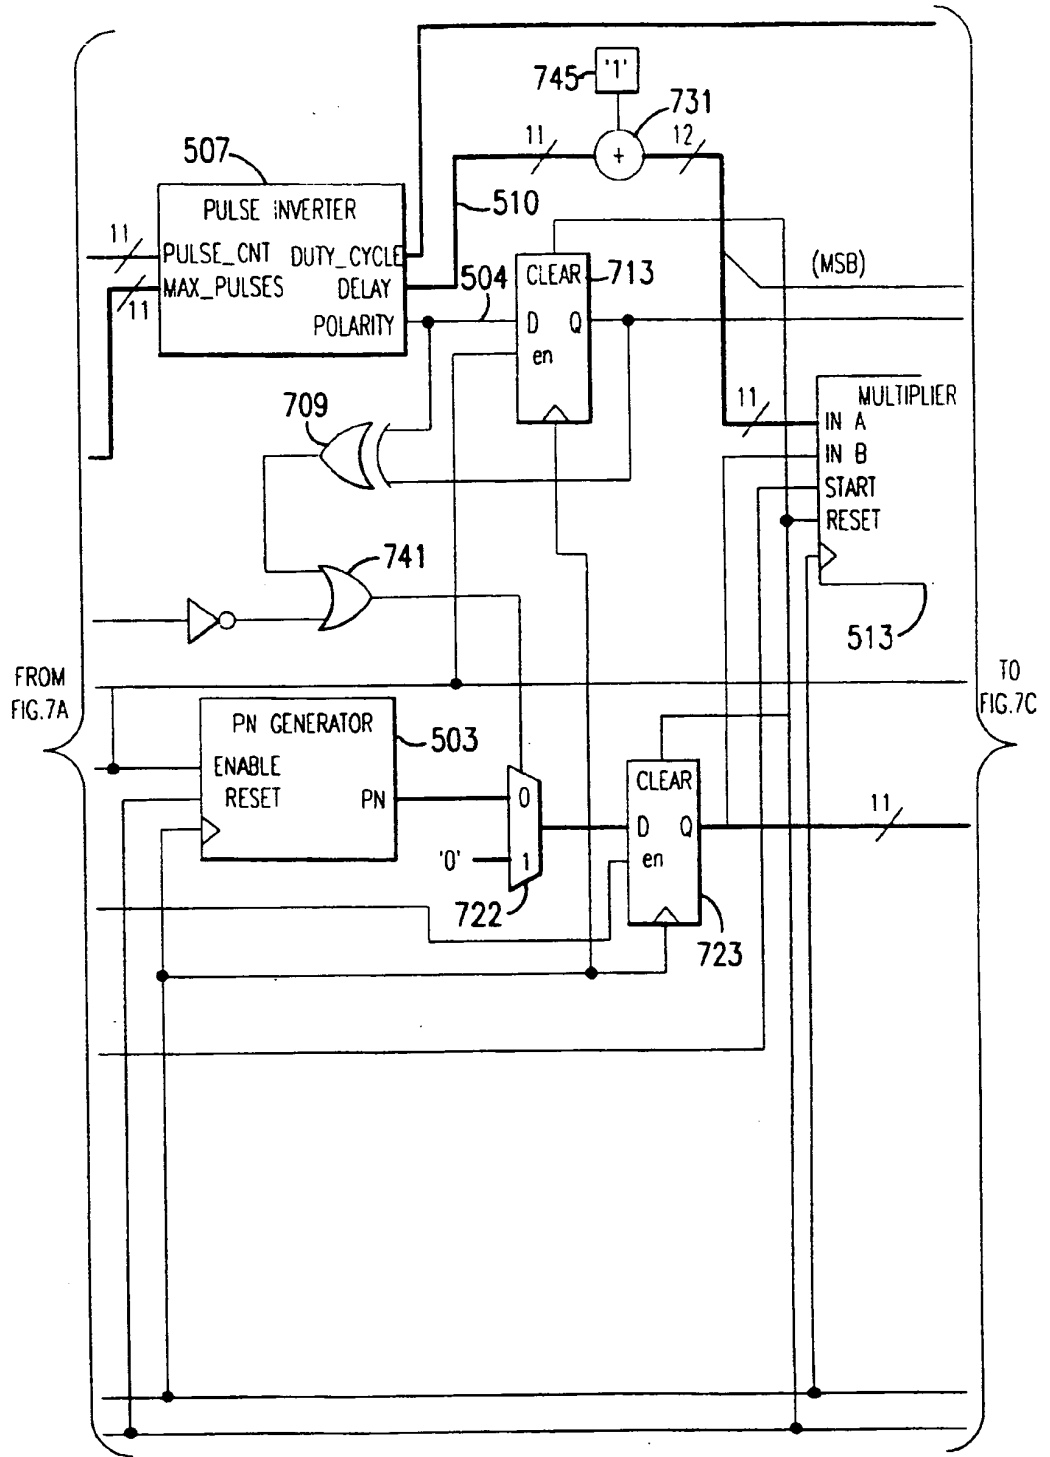 745
'1'
731
11
+
12
507
PULSE INVERTER
510
11
PULSE_CNT
DUTY_CYCLE
MAX_PULSES
DELAY
11
POLARITY
504
CLEAR
713
(MSB)
D
Q
en
709
11
MULTIPLIER
IN A
IN B
START
RESET
741
513
FROM
FIG.7A
TO
FIG.7C
PN GENERATOR
503
ENABLE
RESET
PN
0
'0'
1
722
CLEAR
D
Q
en
11
723